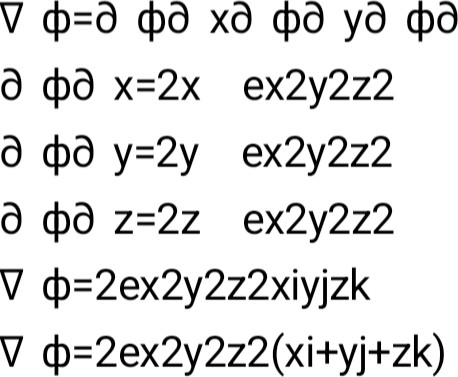 ∇ ф=∂ ф∂ x∂ ф∂ y∂ ф∂
∂ ф∂ x=2x ex2y2z2
∂ ф∂ y=2y ex2y2z2
∂ ф∂ z=2z ex2y2z2
∇ ф=2ex2y2z2xiyjzk
∇ ф=2ex2y2z2(xi+yj+zk)